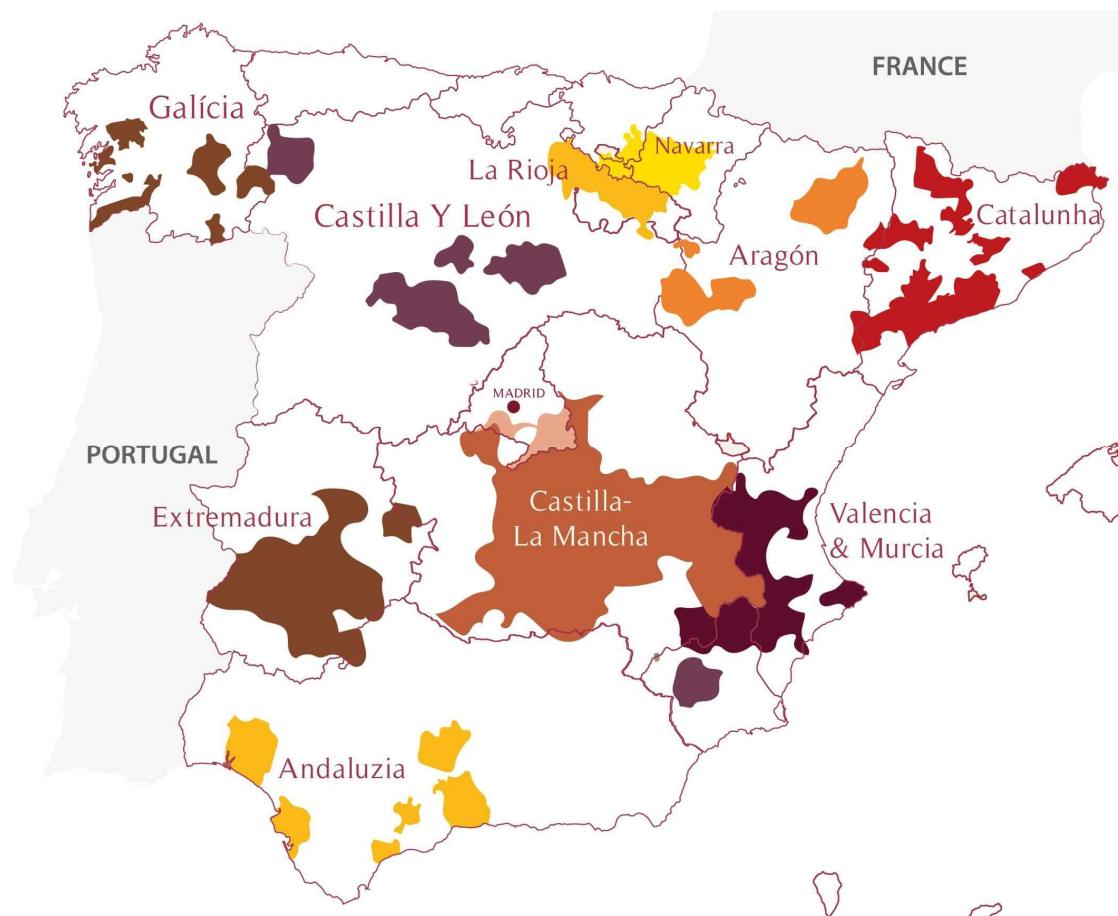 FRANCE
Galícia
Navarra
La Rioja
Castilla Y León
Catalunha
Aragón
MADRID
PORTUGAL
Extremadura
Castilla-
La Mancha
Valencia
& Murcia
Andaluzia